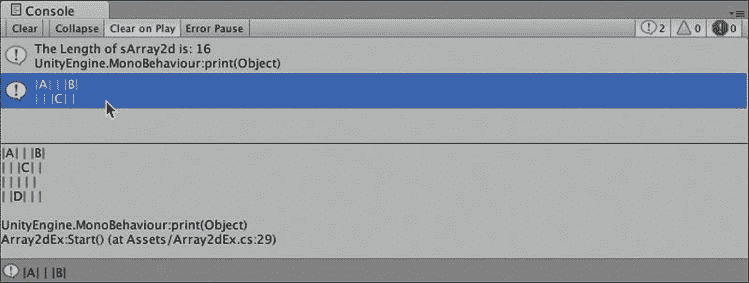 Console
Clear Collapse Clear on Play Error Pause 2 0 0
The Length of sArray2d is: 16
UnityEngine.MonoBehaviour:print(Object)
|A| | |B|
| | |C| |
|A| | |B|
| | |C| |
| | | | |
| |D| | |
UnityEngine.MonoBehaviour:print(Object)
Array2dEx:Start() (at Assets/Array2dEx.cs:29)
|A| | |B|